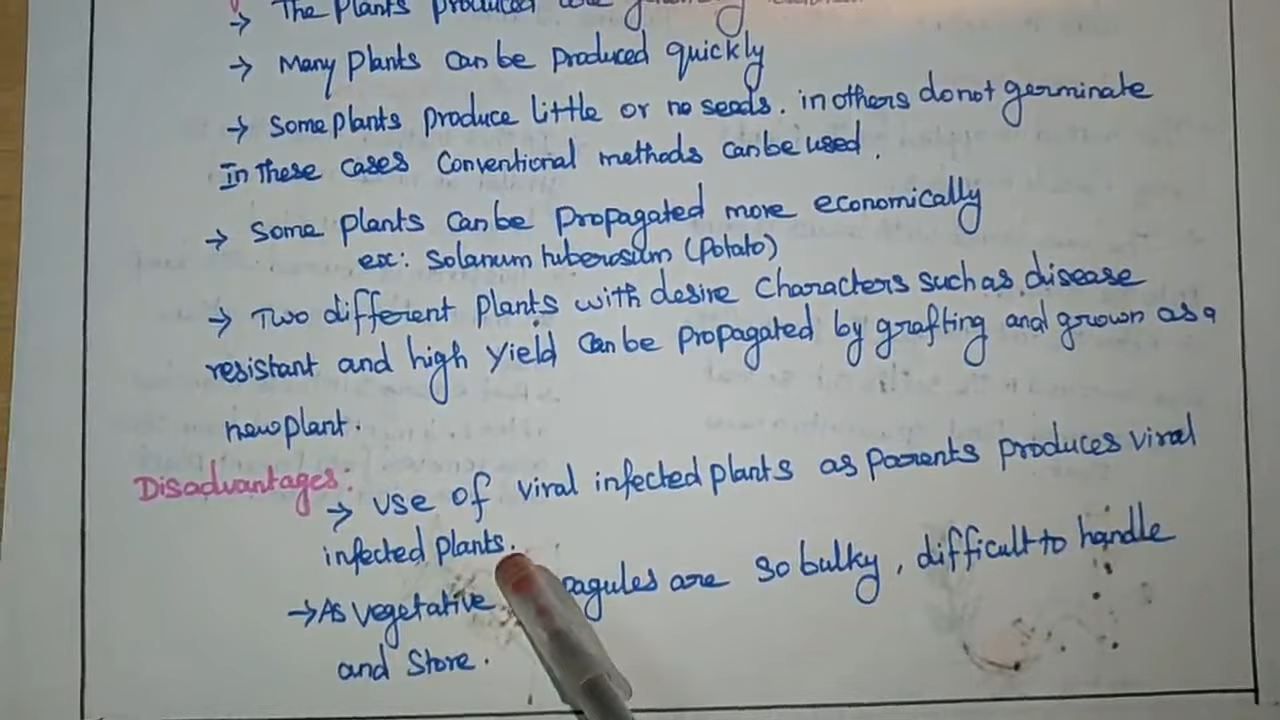 → The Plants produced
→ Many Plants can be produced quickly
→ Some plants produce little or no seeds. in others donot germinate
In these cases Conventional methods can be used.
→ Some plants can be propagated more economically
ex: Solanum tuberosum (Potato)
→ Two different Plants with desire characters such as disease
resistant and high yield can be propagated by grafting and grown as a
new plant.
Disadvantages:
→ use of viral infected plants as Parents produces viral
infected plants.
→ As vegetative are so bulky, difficult to handle
and store.